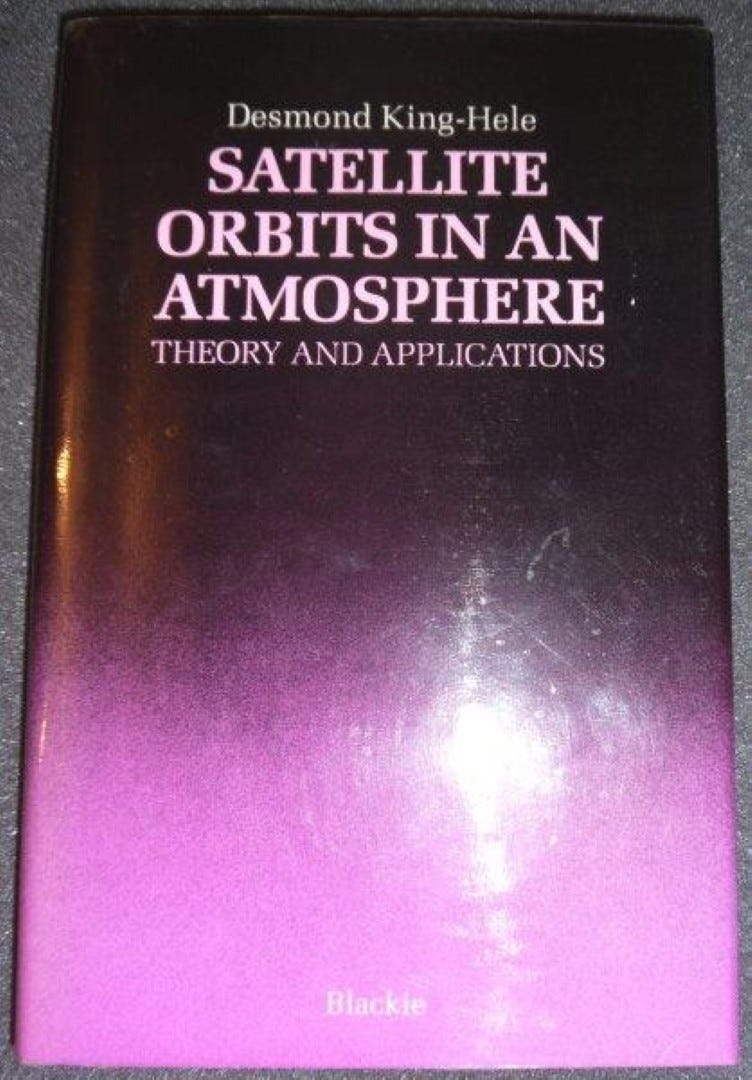 Desmond King-Hele
SATELLITE
ORBITS IN AN
ATMOSPHERE
THEORY AND APPLICATIONS
Blackie